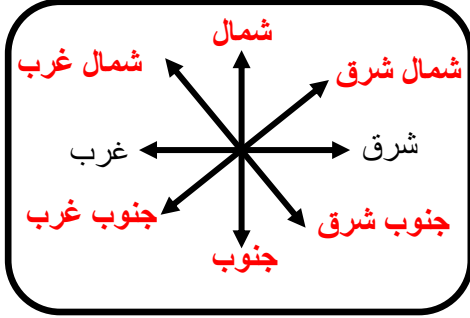 شمال
شمال شرق
شمال غرب
شرق
غرب
جنوب شرق
جنوب غرب
جنوب